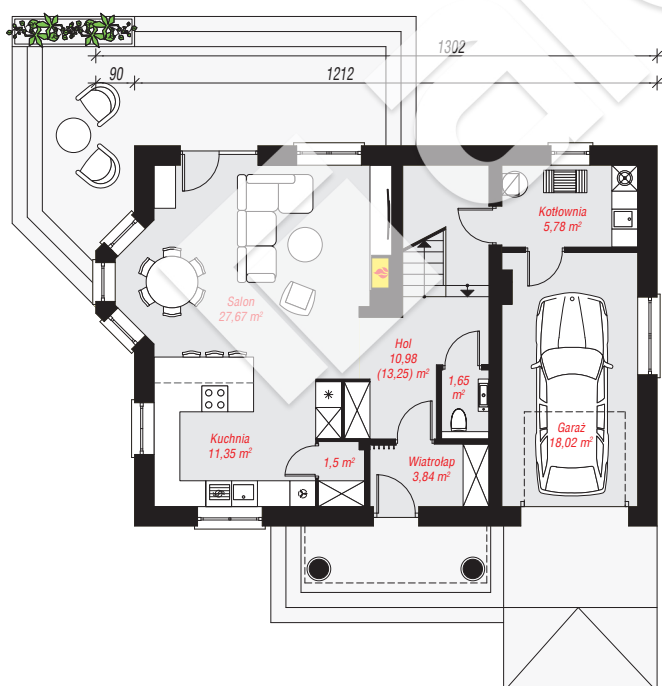 1302
90
1212
Kotłownia
5,78 m²
Salon
27,67 m²
Hol
10,98
(13,25) m²
1,65
m²
Garaż
18,02 m²
Kuchnia
11,35 m²
1,5 m²
Wiatrołap
3,84 m²